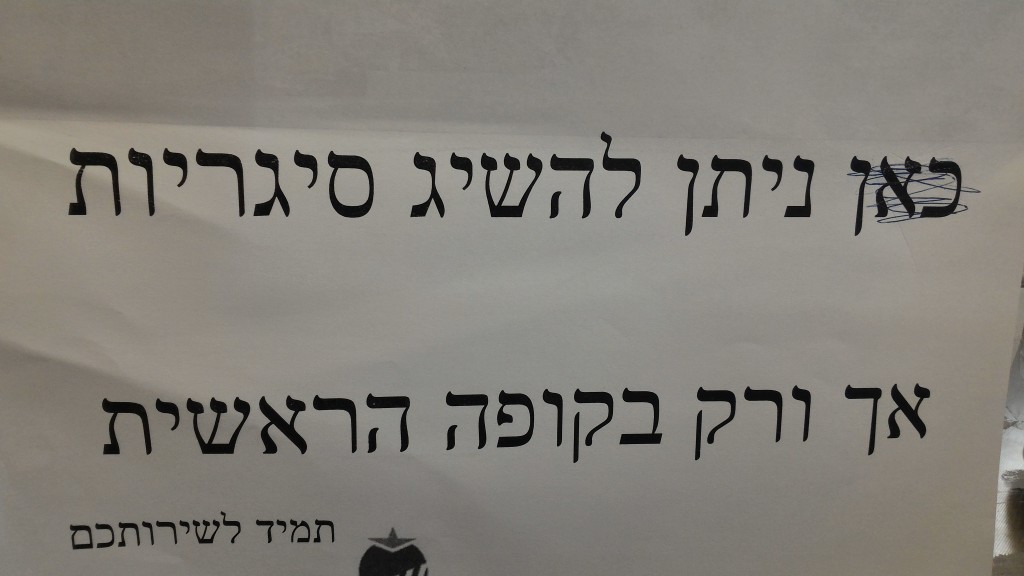 כאן ניתן להשיג סיגריות
אך ורק בקופה הראשית
תמיד לשירותכם